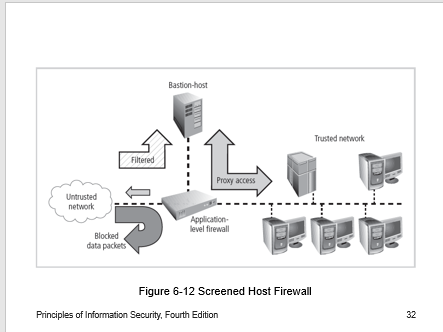 Bastion-host
Trusted network
Filtered
Proxy access
Untrusted
network
Application-
level firewall
Blocked
data packets
Figure 6-12 Screened Host Firewall
Principles of Information Security, Fourth Edition
32